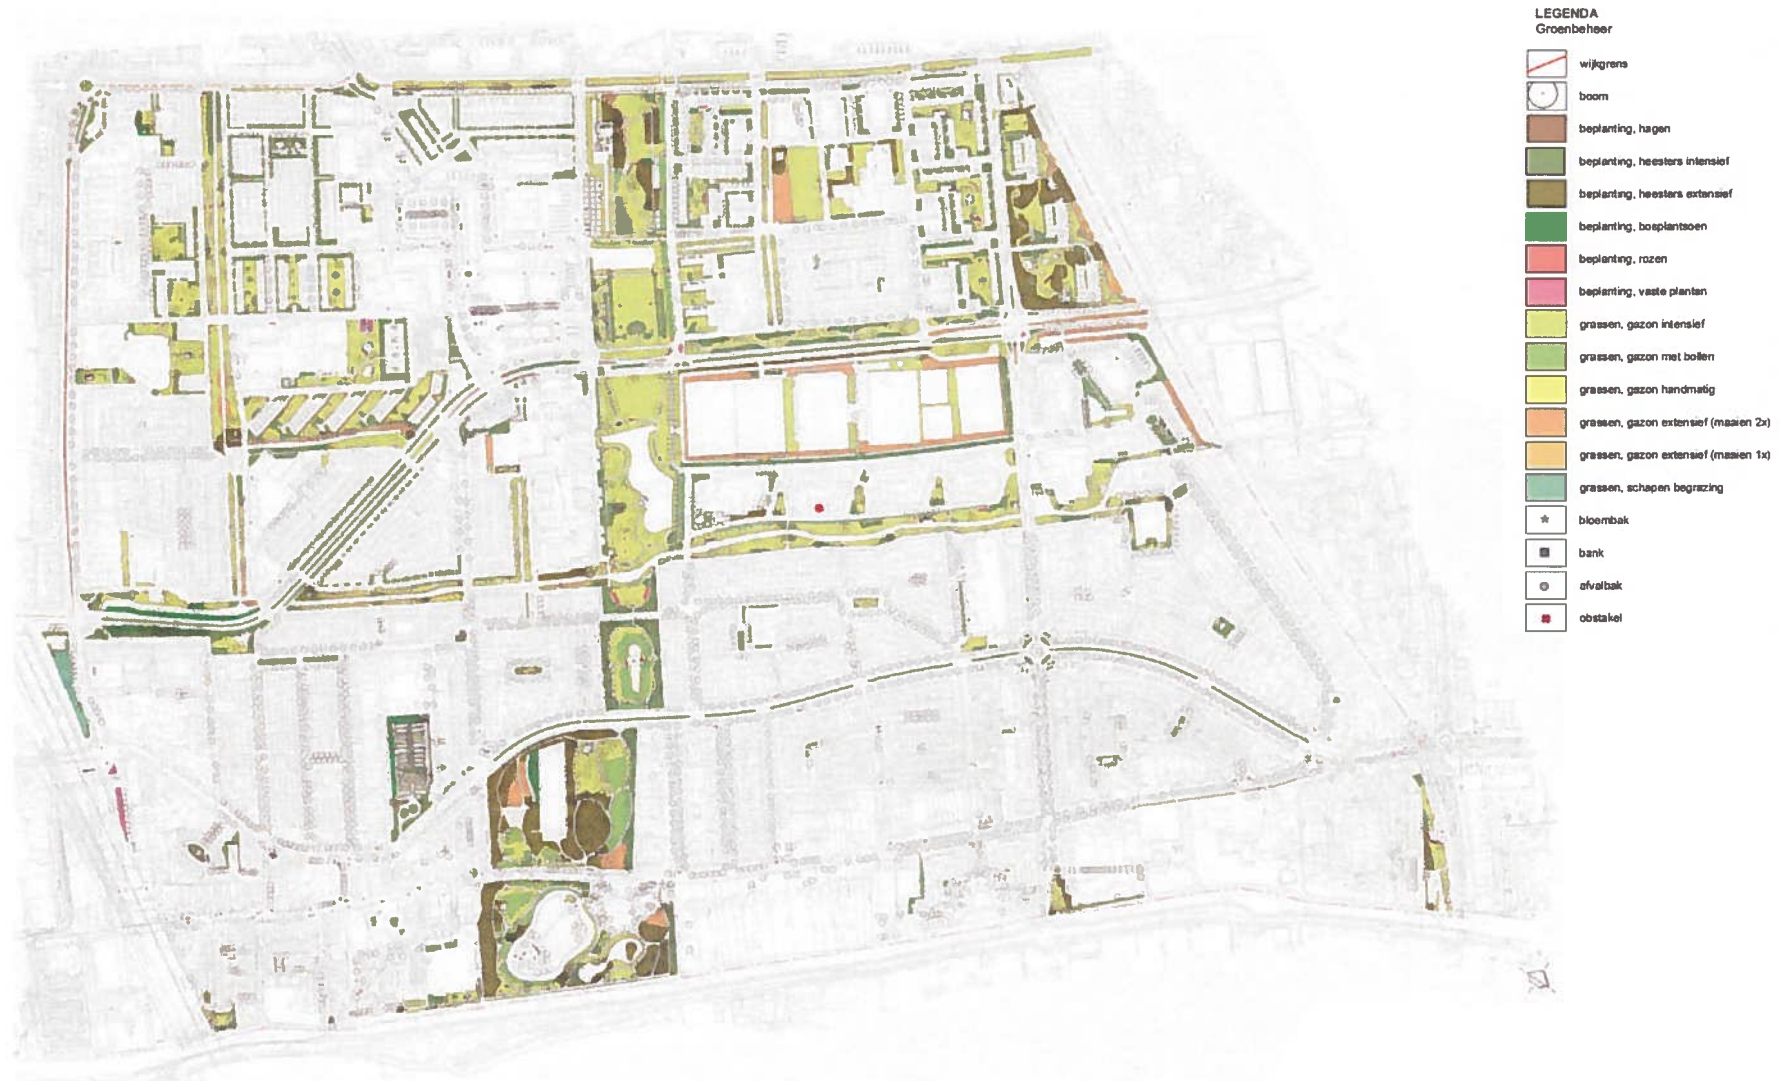 LEGENDA
Groenbeheer
wijkgrens
boom
beplanting, hagen
beplanting, heesters intensief
beplanting, heesters extensief
beplanting, bosplantsoen
beplanting, rozen
beplanting, vaste planten
grassen, gazon intensief
grassen, gazon met bollen
grassen, gazon handmatig
grassen, gazon extensief (maaien 2x)
grassen, gazon extensief (maaien 1x)
grassen, schapen begrazing
bloembak
bank
afvalbak
obstakel